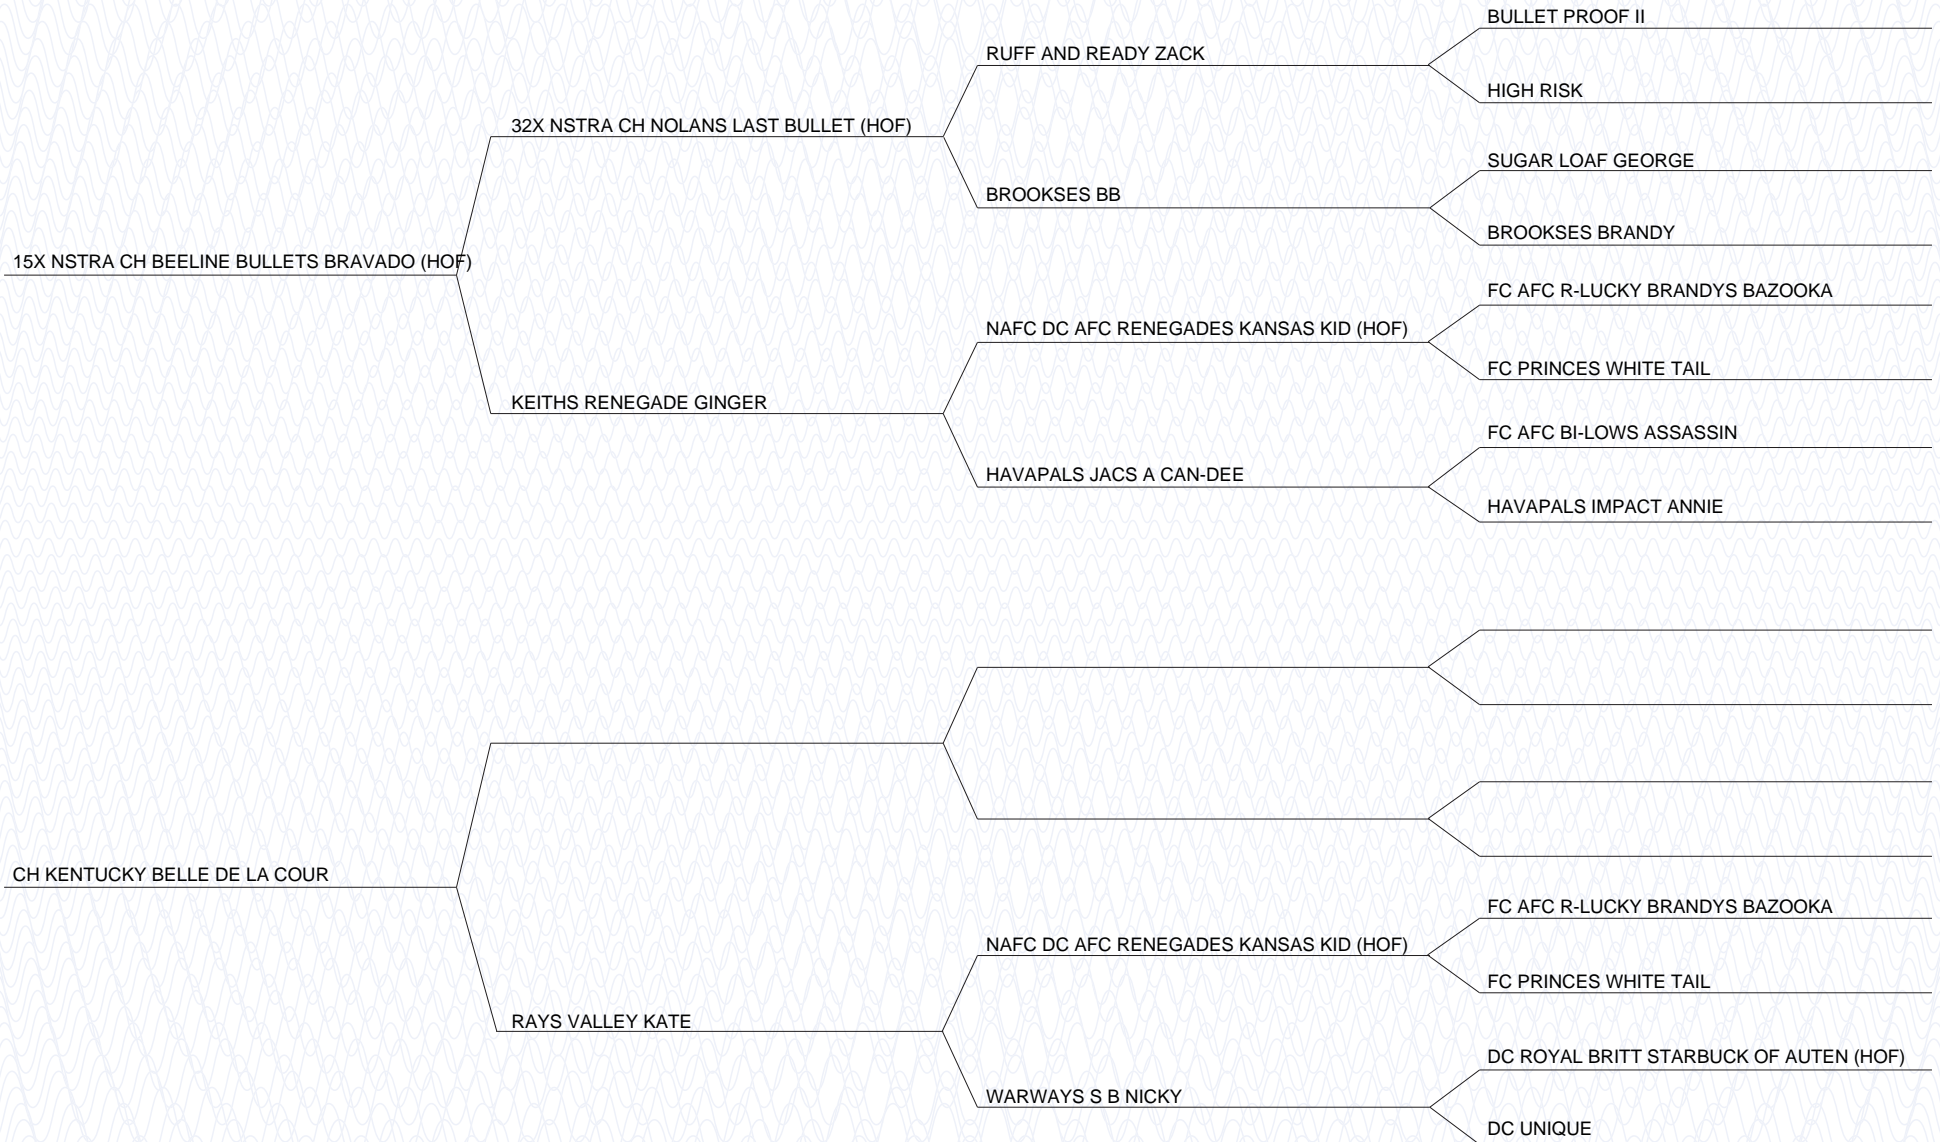 BULLET PROOF II
RUFF AND READY ZACK
HIGH RISK
32X NSTRA CH NOLANS LAST BULLET (HOF)
SUGAR LOAF GEORGE
BROOKSES BB
BROOKSES BRANDY
15X NSTRA CH BEELINE BULLETS BRAVADO (HOF)
FC AFC R-LUCKY BRANDYS BAZOOKA
NAFC DC AFC RENEGADES KANSAS KID (HOF)
FC PRINCES WHITE TAIL
KEITHS RENEGADE GINGER
FC AFC BI-LOWS ASSASSIN
HAVAPALS JACS A CAN-DEE
HAVAPALS IMPACT ANNIE
CH KENTUCKY BELLE DE LA COUR
FC AFC R-LUCKY BRANDYS BAZOOKA
NAFC DC AFC RENEGADES KANSAS KID (HOF)
FC PRINCES WHITE TAIL
RAYS VALLEY KATE
DC ROYAL BRITT STARBUCK OF AUTEN (HOF)
WARWAYS S B NICKY
DC UNIQUE